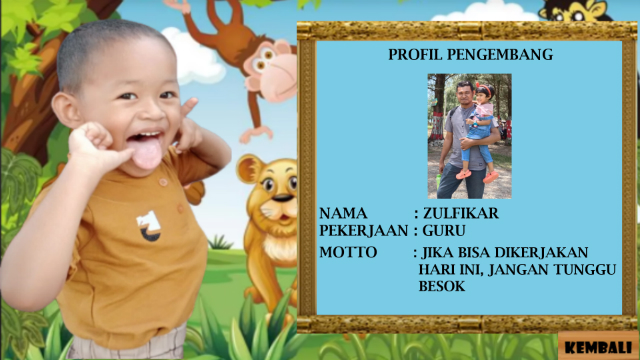 PROFIL PENGEMBANG
NAMA : ZULFIKAR
PEKERJAAN : GURU
MOTTO : JIKA BISA DIKERJAKAN
HARI INI, JANGAN TUNGGU
BESOK
KEMBALI